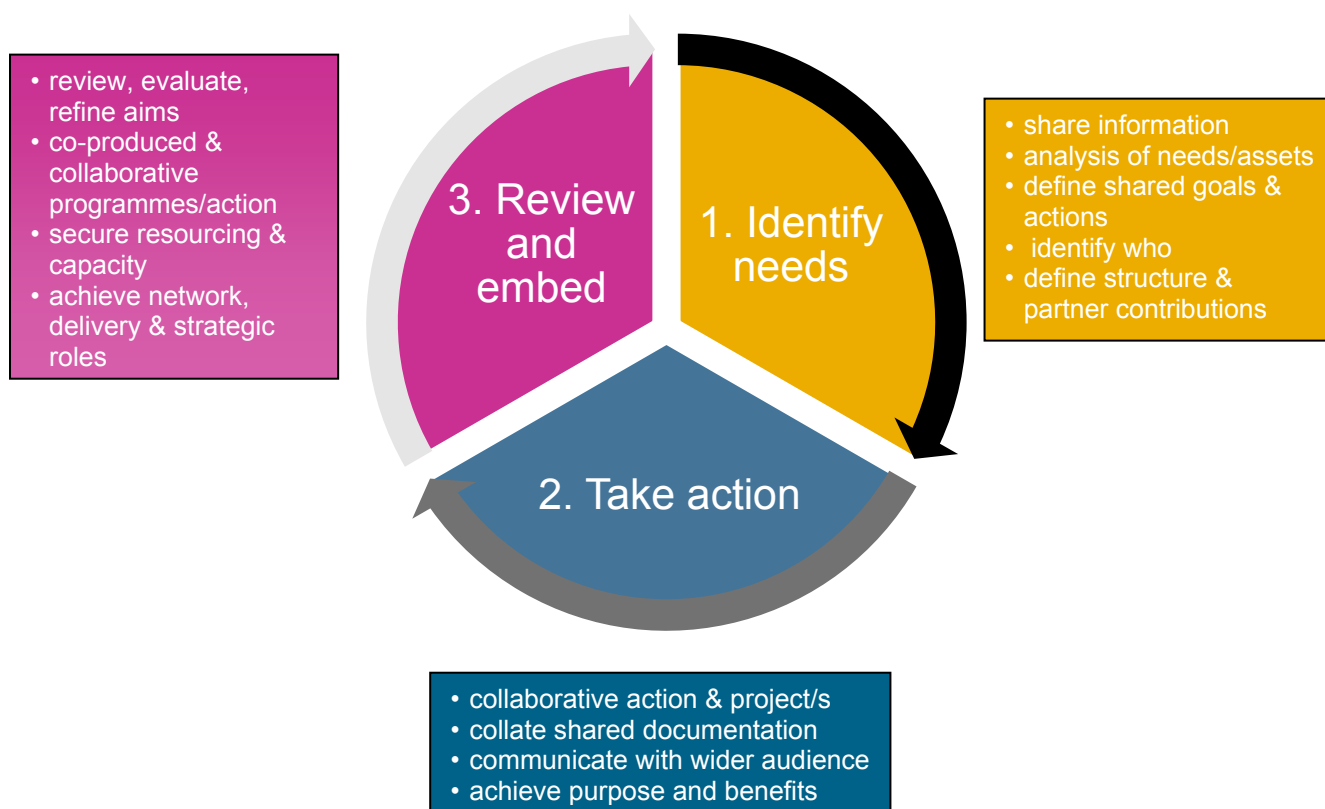 • review, evaluate,
refine aims
• co-produced &
collaborative
programmes/action
• secure resourcing &
capacity
• achieve network,
delivery & strategic
roles
3. Review
and
embed
1. Identify
needs
• share information
• analysis of needs/assets
• define shared goals &
actions
• identify who
• define structure &
partner contributions
2. Take action
• collaborative action & project/s
• collate shared documentation
• communicate with wider audience
• achieve purpose and benefits